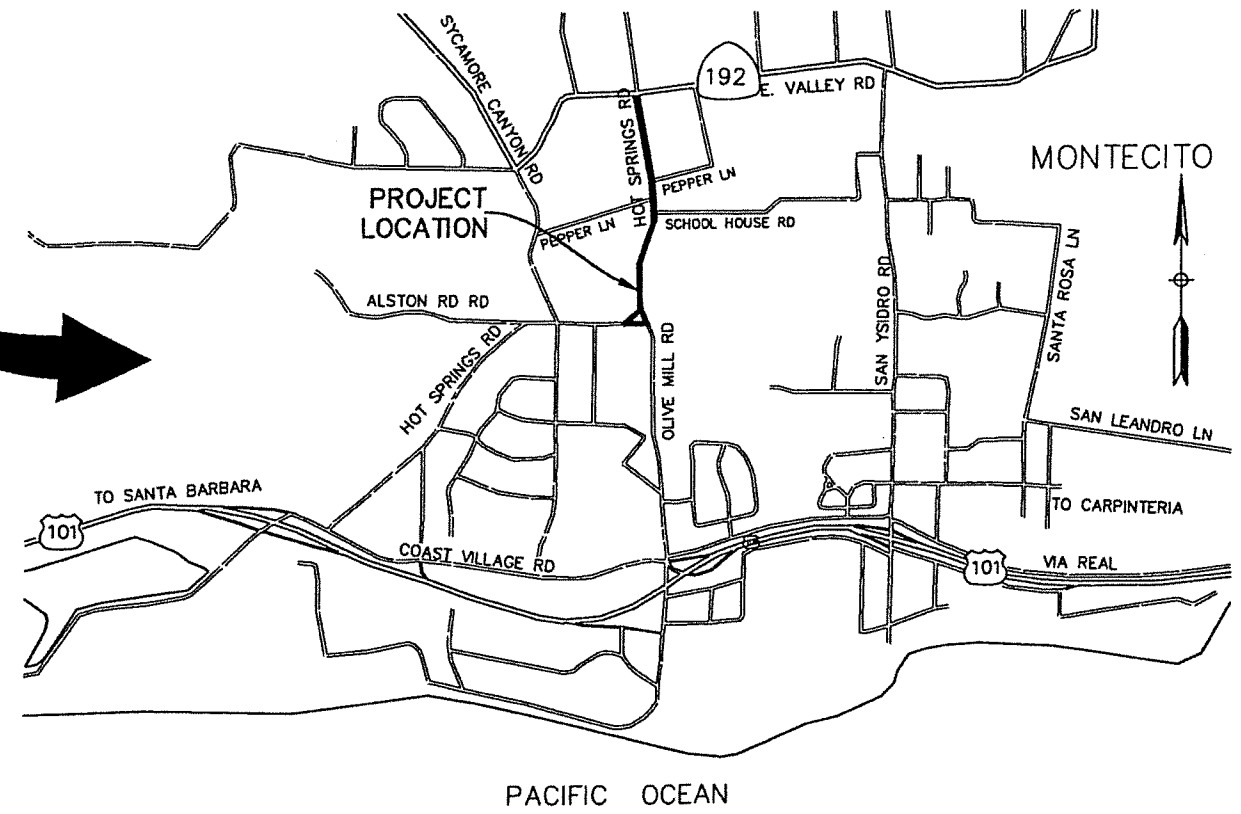 SYCAMORE CANYON RD
192
E. VALLEY RD
HOT SPRINGS RD
MONTECITO
PEPPER LN
PROJECT
LOCATION
PEPPER LN
SCHOOL HOUSE RD
SANTA ROSA LN
SAN YSIDRO RD
ALSTON RD RD
HOT SPRINGS RD
OLIVE MILL RD
SAN LEANDRO LN
TO SANTA BARBARA
101
TO CARPINTERIA
COAST VILLAGE RD
101
VIA REAL
PACIFIC OCEAN